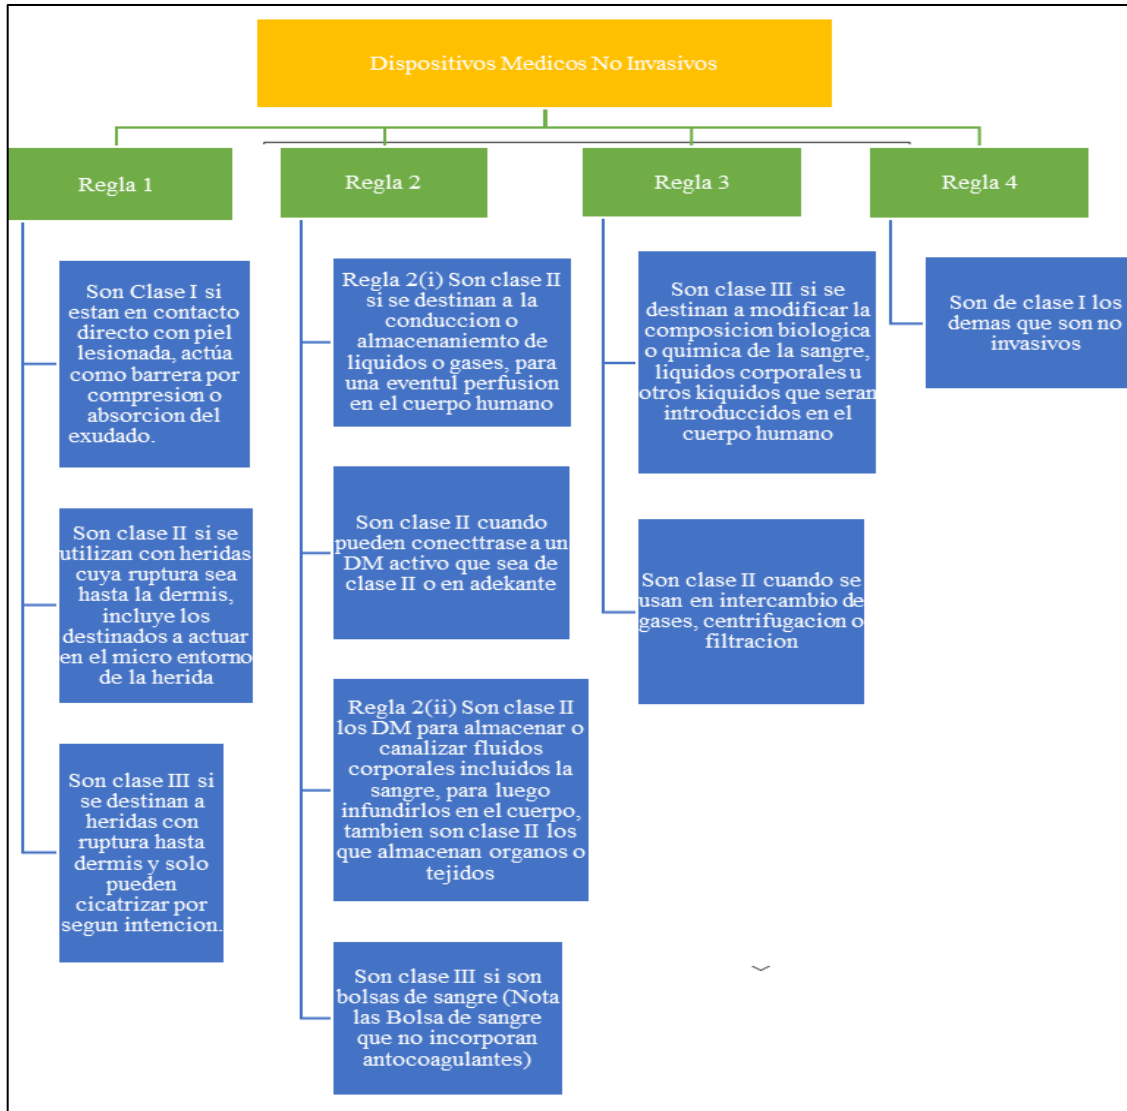 Dispositivos Medicos No Invasivos
Regla 1
Son Clase I si
estan en contacto
directo con piel
lesionada, actúa
como barrera por
compresion o
absorcion del
exudado.
Son clase II si se
utilizan con heridas
cuya ruptura sea
hasta la dermis,
incluye los
destinados a actuar
en el micro entorno
de la herida
Son clase III si
se destinan a
heridas con
ruptura hasta
dermis y solo
pueden
cicatrizar por
segun intencion.
Regla 2
Regla 2(i) Son clase II
si se destinan a la
conduccion o
almacenaniemto de
liquidos o gases, para
una eventul perfusion
en el cuerpo humano
Son clase II cuando
pueden conecttrase a un
DM activo que sea de
clase II o en adekante
Regla 2(ii) Son clase II
los DM para almacenar o
canalizar fluidos
corporales incluidos la
sangre, para luego
infundirlos en el cuerpo,
tambien son clase II los
que almacenan organos o
tejidos
Son clase III si son
bolsas de sangre (Nota
las Bolsa de sangre
que no incorporan
antocoagulantes)
Regla 3
Son clase III si se
destinan a modificar la
composicion biologica
o quimica de la sangre,
liquidos corporales u
otros kiquidos que seran
introduccidos en el
cuerpo humano
Son clase II cuando se
usan en intercambio de
gases, centrifugacion o
filtracion
Regla 4
Son de clase I los
demas que son no
invasivos